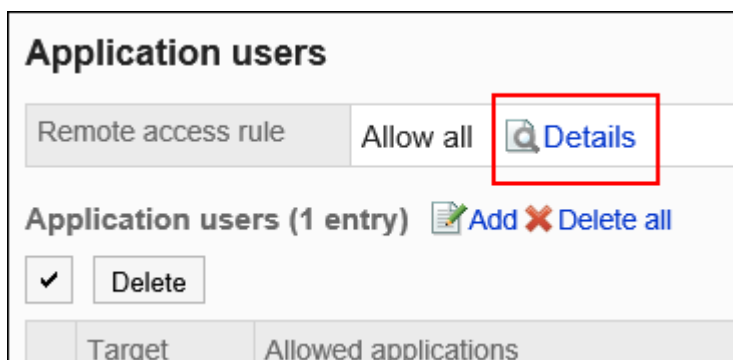 Application users
Remote access rule Allow all Details
Application users (1 entry) Add Delete all
Delete
Target Allowed applications